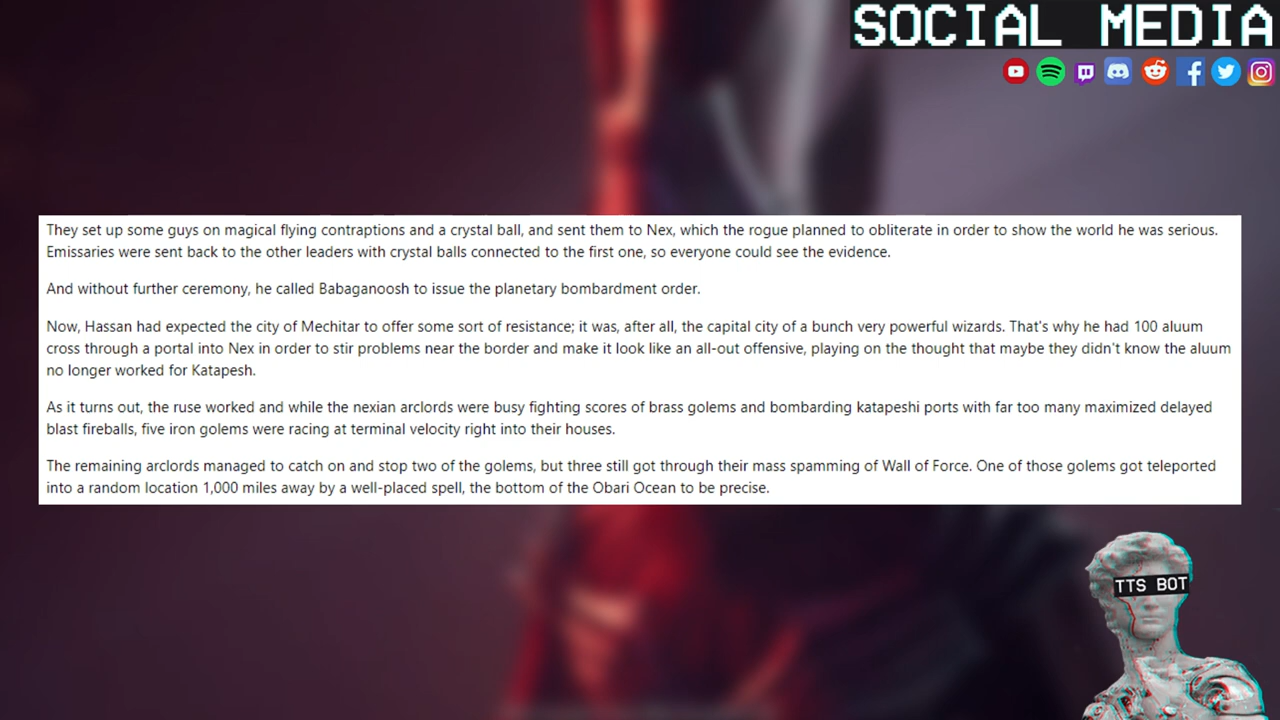 SOCIAL MEDIA
They set up some guys on magical flying contraptions and a crystal ball, and sent them to Nex, which the rogue planned to obliterate in order to show the world he was serious.
Emissaries were sent back to the other leaders with crystal balls connected to the first one, so everyone could see the evidence.
And without further ceremony, he called Babaganoosh to issue the planetary bombardment order.
Now, Hassan had expected the city of Mechitar to offer some sort of resistance; it was, after all, the capital city of a bunch very powerful wizards. That's why he had 100 aluum
cross through a portal into Nex in order to stir problems near the border and make it look like an all-out offensive, playing on the thought that maybe they didn't know the aluum
no longer worked for Katapesh.
As it turns out, the ruse worked and while the nexian arclords were busy fighting scores of brass golems and bombarding katapeshi ports with far too many maximized delayed
blast fireballs, five iron golems were racing at terminal velocity right into their houses.
The remaining arclords managed to catch on and stop two of the golems, but three still got through their mass spamming of Wall of Force. One of those golems got teleported
into a random location 1,000 miles away by a well-placed spell, the bottom of the Obari Ocean to be precise.
TTS BOT